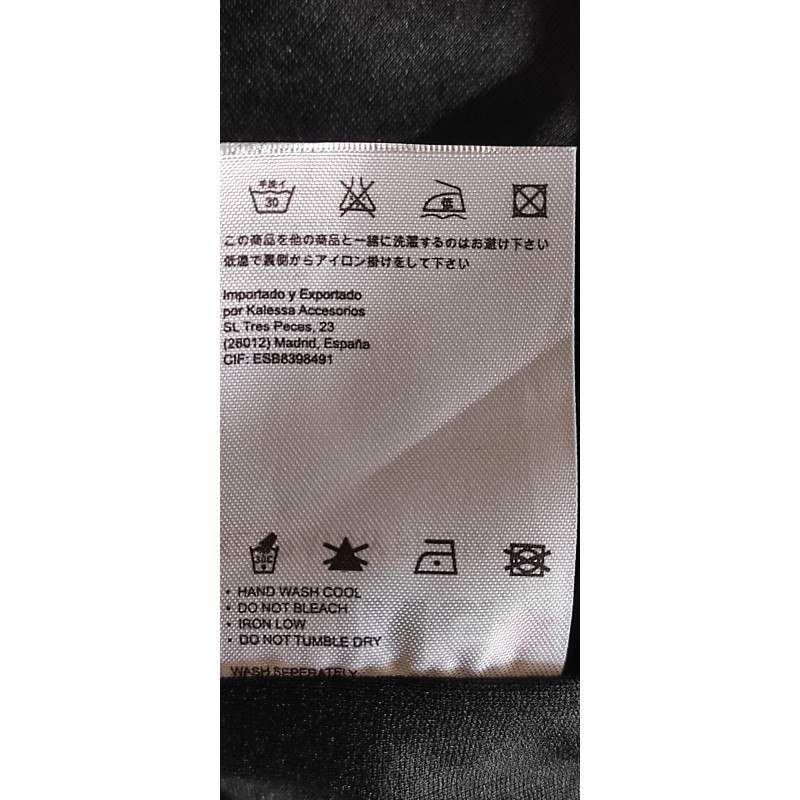 手洗イ
30
低
この商品を他の商品と一緒に洗濯するのはお避け下さい
低温で裏側からアイロン掛けをして下さい
Importado y Exportado
por Kalessa Accesorios
SL Tres Peces, 23
(28012) Madrid, España
CIF: ESB8398491
30C
• HAND WASH COOL
• DO NOT BLEACH
• IRON LOW
• DO NOT TUMBLE DRY
WASH SEPERATELY